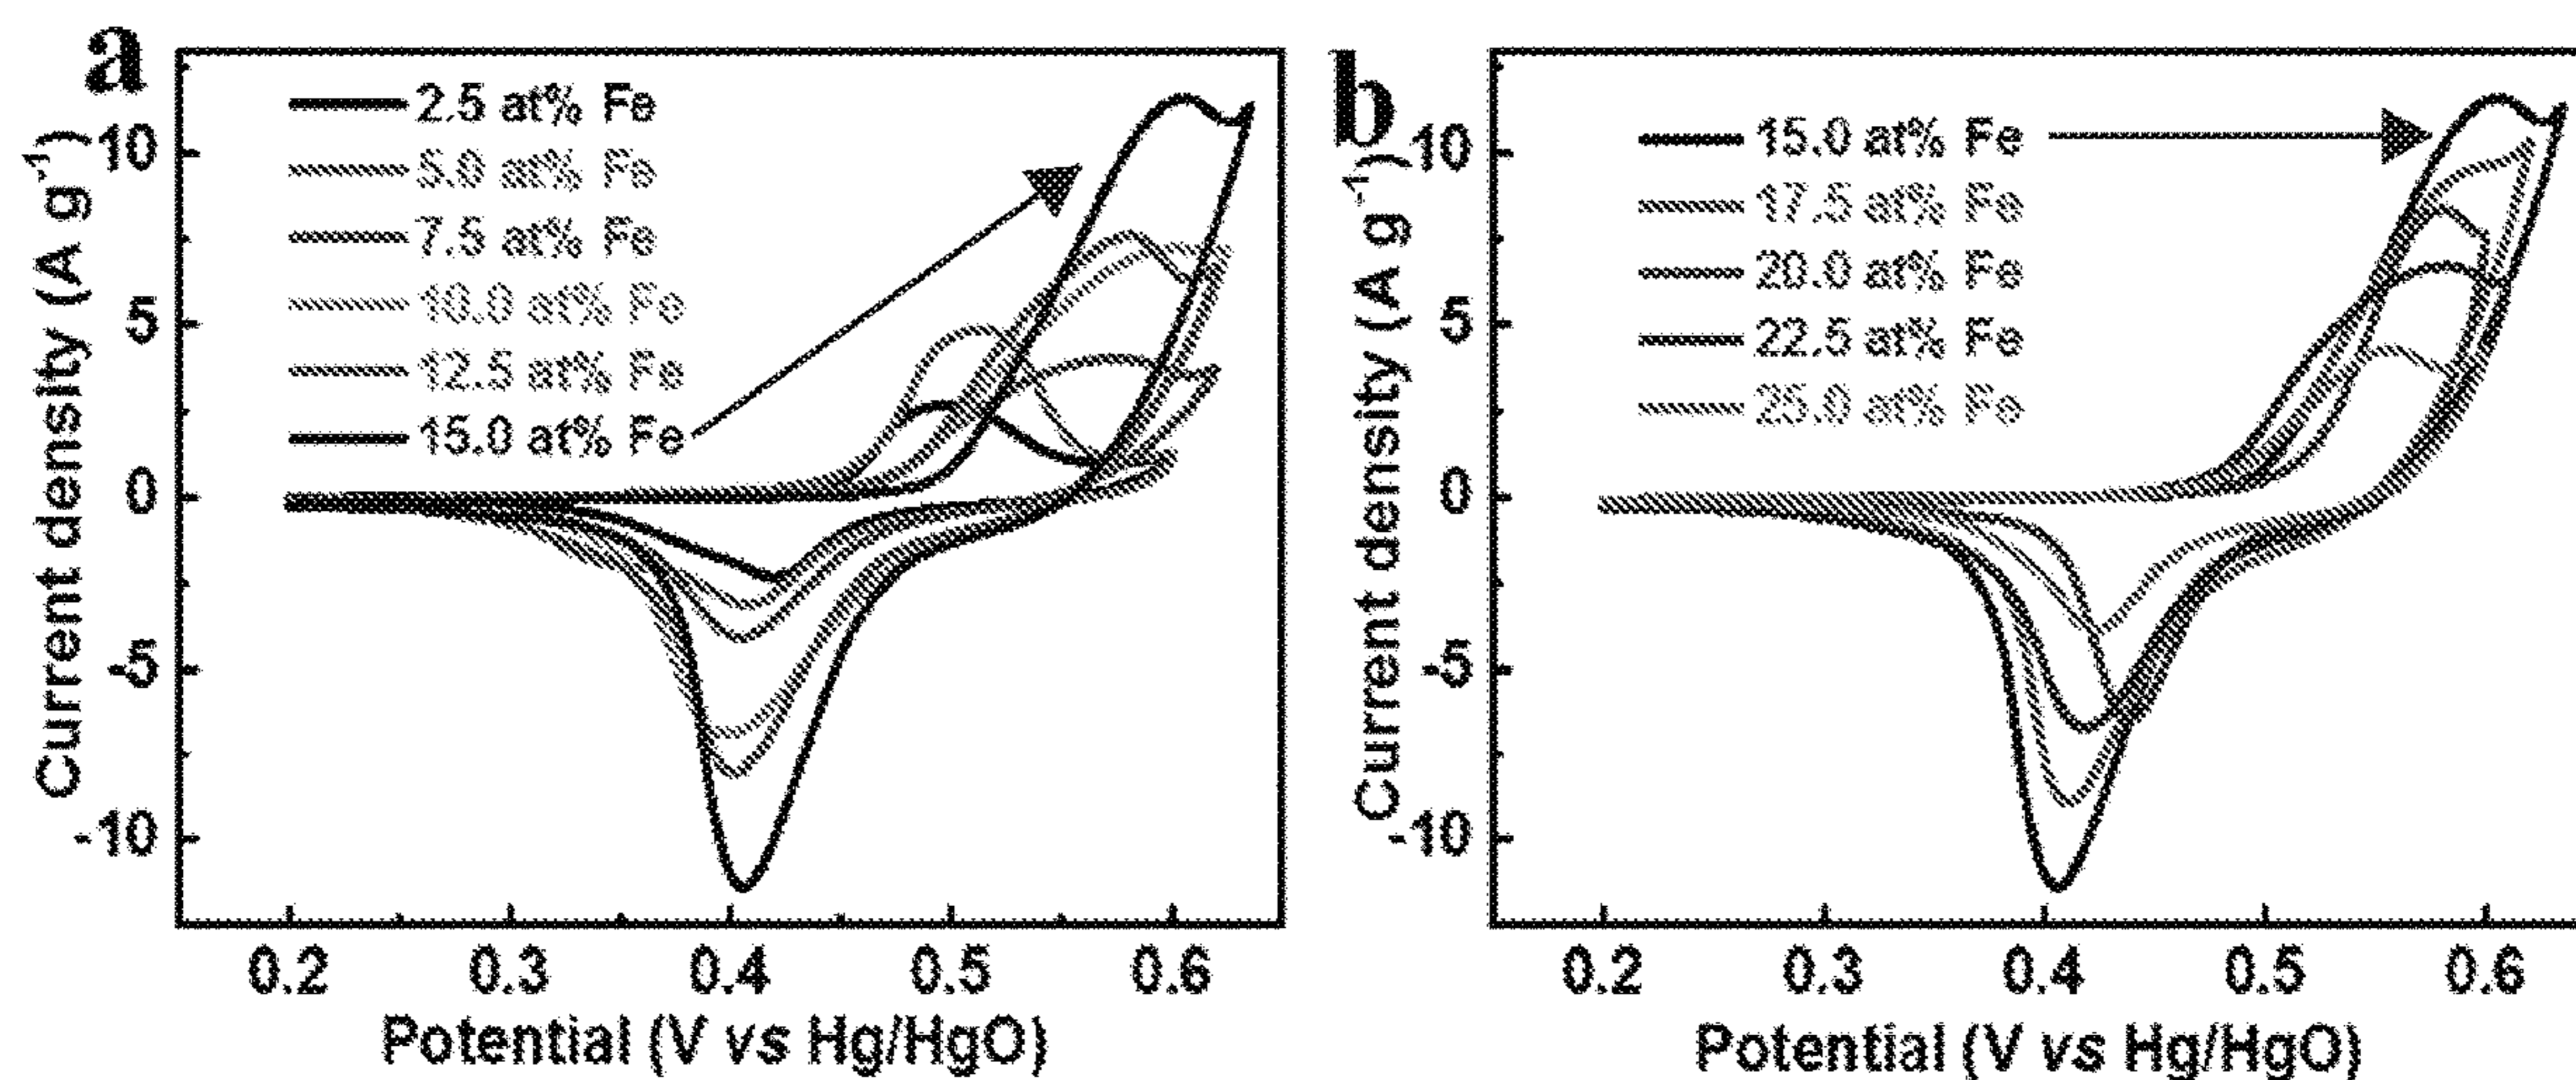 a
2.5 at% Fe
5.0 at% Fe
7.5 at% Fe
10.0 at% Fe
12.5 at% Fe
15.0 at% Fe
10
5
0
-5
-10
Current density (A g⁻¹)
0.2 0.3 0.4 0.5 0.6
Potential (V vs Hg/HgO)
b
15.0 at% Fe
17.5 at% Fe
20.0 at% Fe
22.5 at% Fe
25.0 at% Fe
10
5
0
-5
-10
Current density (A g⁻¹)
0.2 0.3 0.4 0.5 0.6
Potential (V vs Hg/HgO)